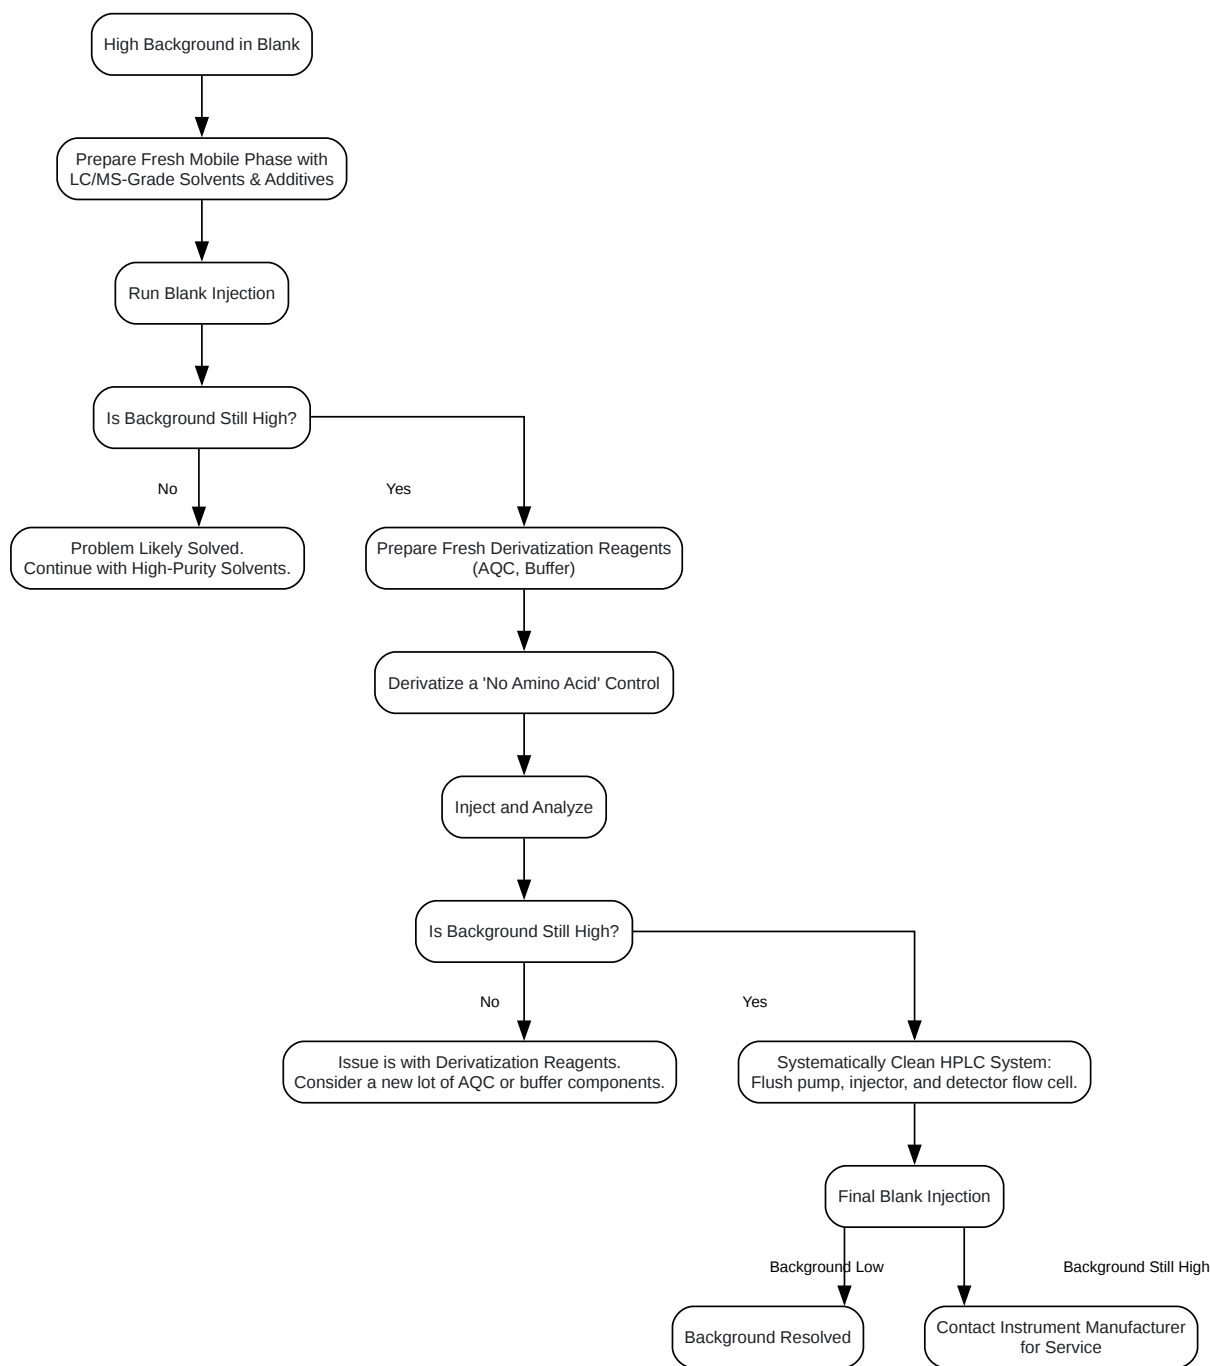 High Background in Blank
Prepare Fresh Mobile Phase with
LC/MS-Grade Solvents & Additives
Run Blank Injection
Is Background Still High?
No
Yes
Problem Likely Solved.
Continue with High-Purity Solvents.
Prepare Fresh Derivatization Reagents
(AQC, Buffer)
Derivatize a 'No Amino Acid' Control
Inject and Analyze
Is Background Still High?
No
Yes
Issue is with Derivatization Reagents.
Consider a new lot of AQC or buffer components.
Systematically Clean HPLC System:
Flush pump, injector, and detector flow cell.
Final Blank Injection
Background Low
Background Still High
Background Resolved
Contact Instrument Manufacturer
for Service